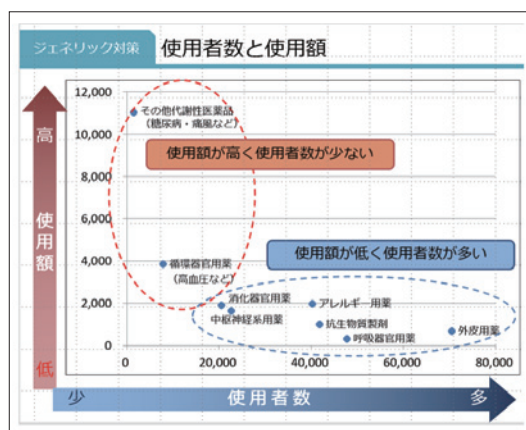 ジェネリック対策 使用者数と使用額
高
使用額
低
12,000
10,000
8,000
6,000
4,000
2,000
0
その他代謝性医薬品
(糖尿病・痛風など)
使用額が高く使用者数が少ない
循環器官用薬
(高血圧など)
使用額が低く使用者数が多い
消化器官用薬
中枢神経系用薬
アレルギー用薬
抗生物質製剤
呼吸器官用薬
外皮用薬
0 20,000 40,000 60,000 80,000
少 使用者数 多